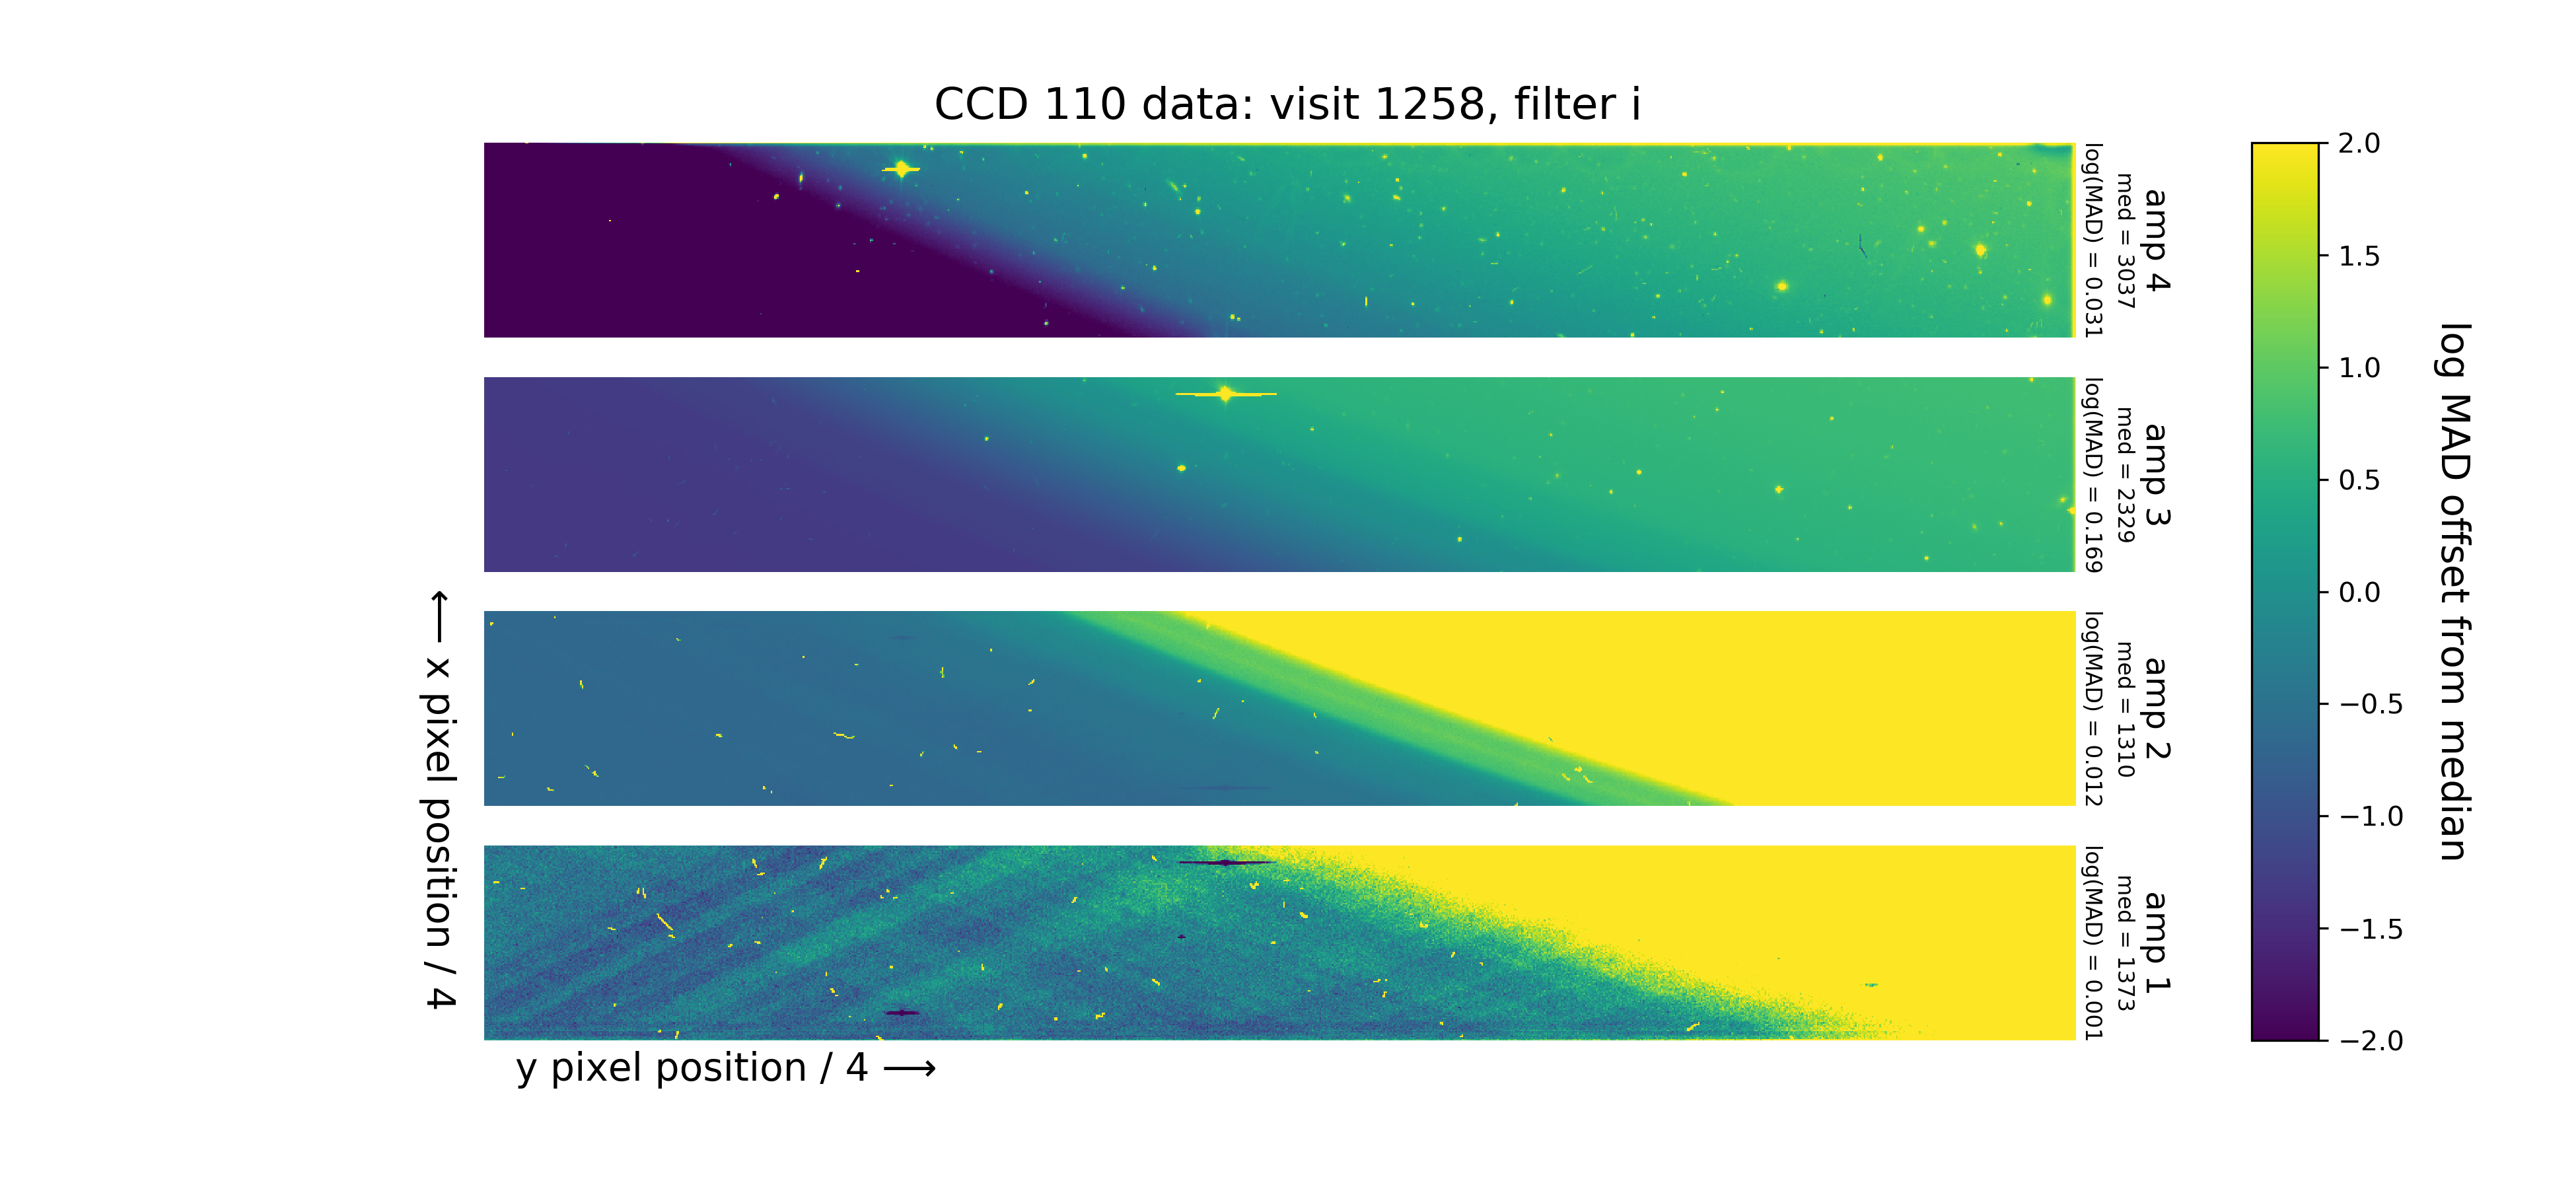 CCD 110 data: visit 1258, filter i
amp 4
med = 3037
log(MAD) = 0.031
amp 3
med = 2329
log(MAD) = 0.169
amp 2
med = 1310
log(MAD) = 0.012
amp 1
med = 1373
log(MAD) = 0.001
⟵ x pixel position / 4
y pixel position / 4 ⟶
2.0
1.5
1.0
0.5
0.0
−0.5
−1.0
−1.5
−2.0
log MAD offset from median